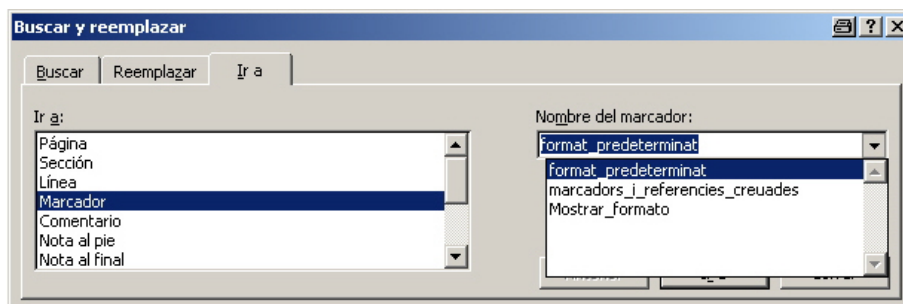 Buscar y reemplazar
Buscar Reemplazar Ir a
Ir a:
Página
Sección
Línea
Marcador
Comentario
Nota al pie
Nota al final
Nombre del marcador:
format_predeterminat
format_predeterminat
marcadors_i_referencies_creuades
Mostrar_formato